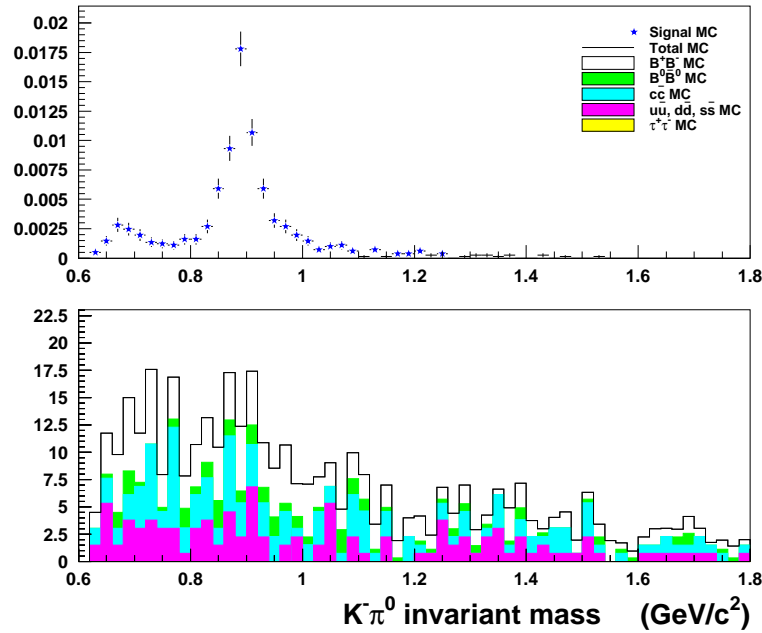 0.02
0.0175
0.015
0.0125
0.01
0.0075
0.005
0.0025
0
0.6 0.8 1 1.2 1.4 1.6 1.8
Signal MC
Total MC
B⁺B⁻ MC
B⁰B̄⁰ MC
cc̄ MC
uū, dd̄, ss̄ MC
τ⁺τ⁻ MC
22.5
20
17.5
15
12.5
10
7.5
5
2.5
0
0.6 0.8 1 1.2 1.4 1.6 1.8
K⁻π⁰ invariant mass (GeV/c²)